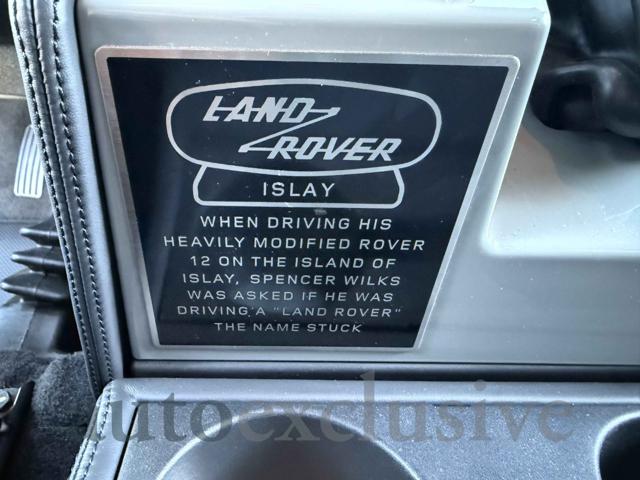 LAND
ROVER
ISLAY
WHEN DRIVING HIS
HEAVILY MODIFIED ROVER
12 ON THE ISLAND OF
ISLAY, SPENCER WILKS
WAS ASKED IF HE WAS
DRIVING A "LAND ROVER"
THE NAME STUCK
autoexclusive